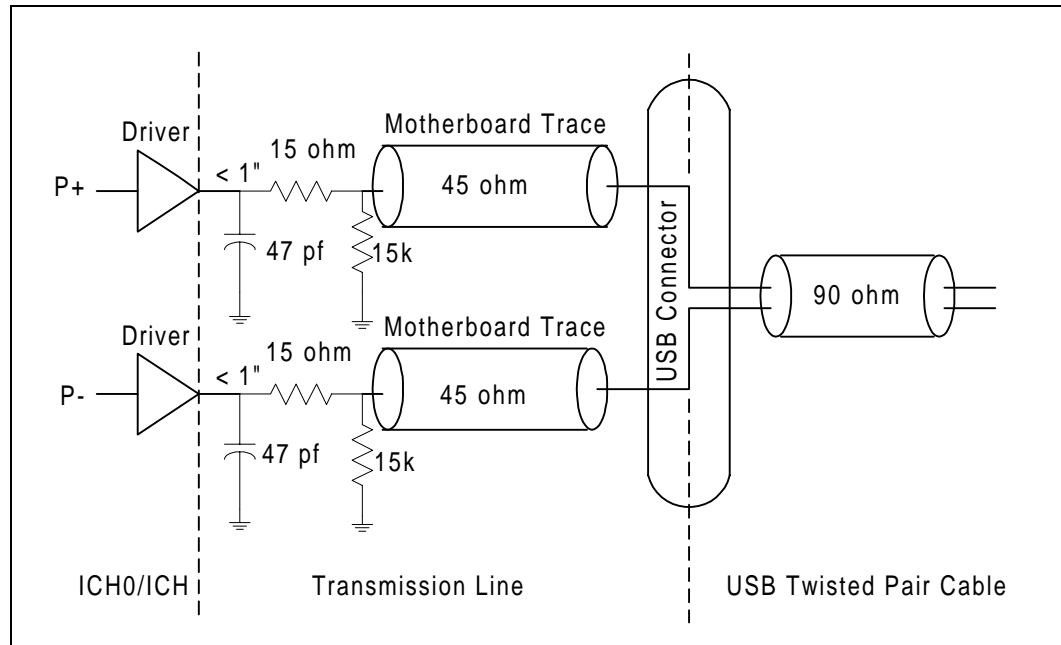 Driver
Motherboard Trace
15 ohm
< 1"
P+
45 ohm
47 pf
15k
USB Connector
90 ohm
Driver
Motherboard Trace
15 ohm
< 1"
P-
45 ohm
47 pf
15k
ICH0/ICH
Transmission Line
USB Twisted Pair Cable